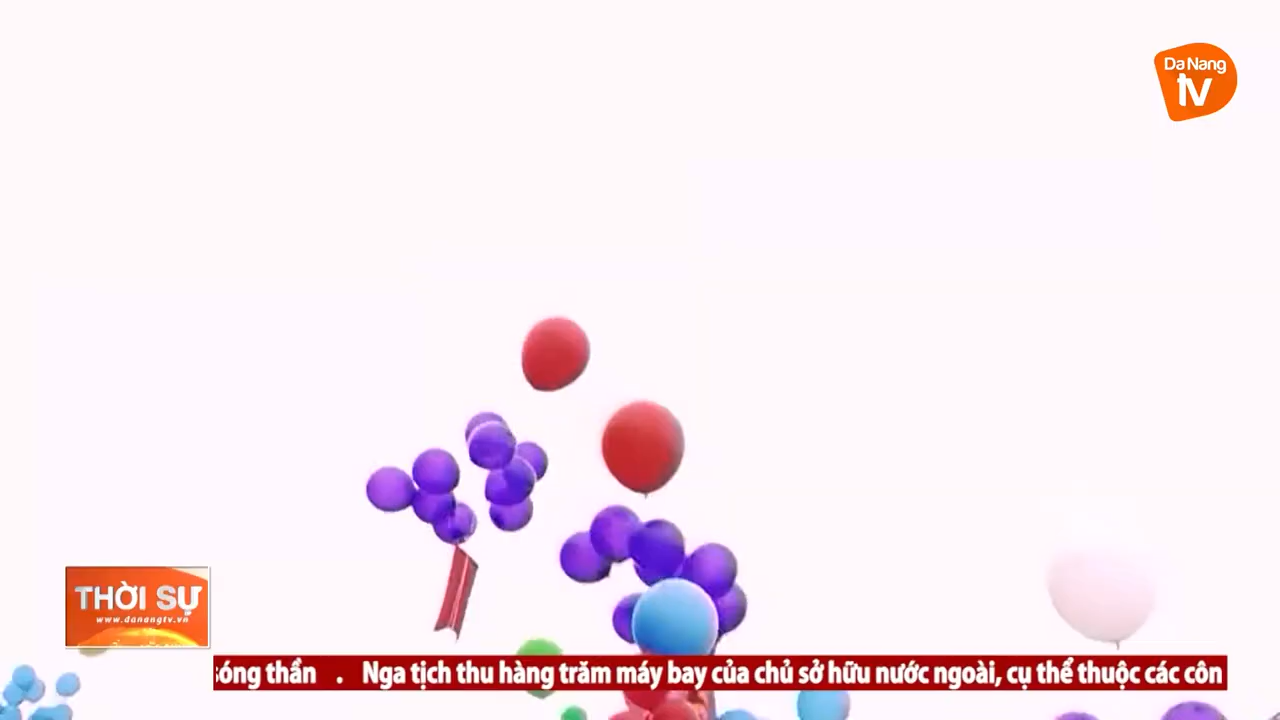 Da Nang
tv
THỜI SỰ
www.danangtv.vn
sóng thần . Nga tịch thu hàng trăm máy bay của chủ sở hữu nước ngoài, cụ thể thuộc các côn